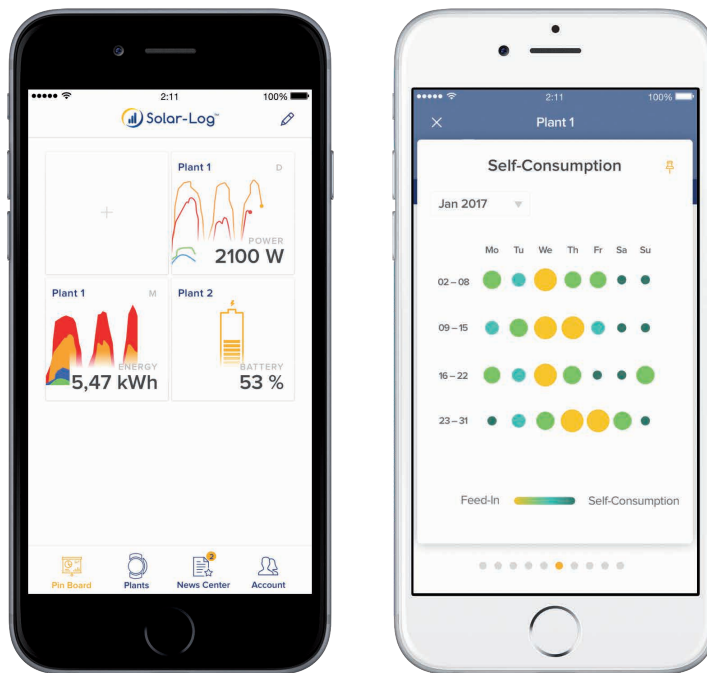 2:11
100%
Solar-Log™
Plant 1
D
POWER
2100 W
Plant 1
M
ENERGY
5,47 kWh
Plant 2
BATTERY
53 %
2
Pin Board
Plants
News Center
Account
2:11
100%
Plant 1
Self-Consumption
Jan 2017
Mo Tu We Th Fr Sa Su
02 – 08
09 – 15
16 – 22
23 – 31
Feed-In
Self-Consumption